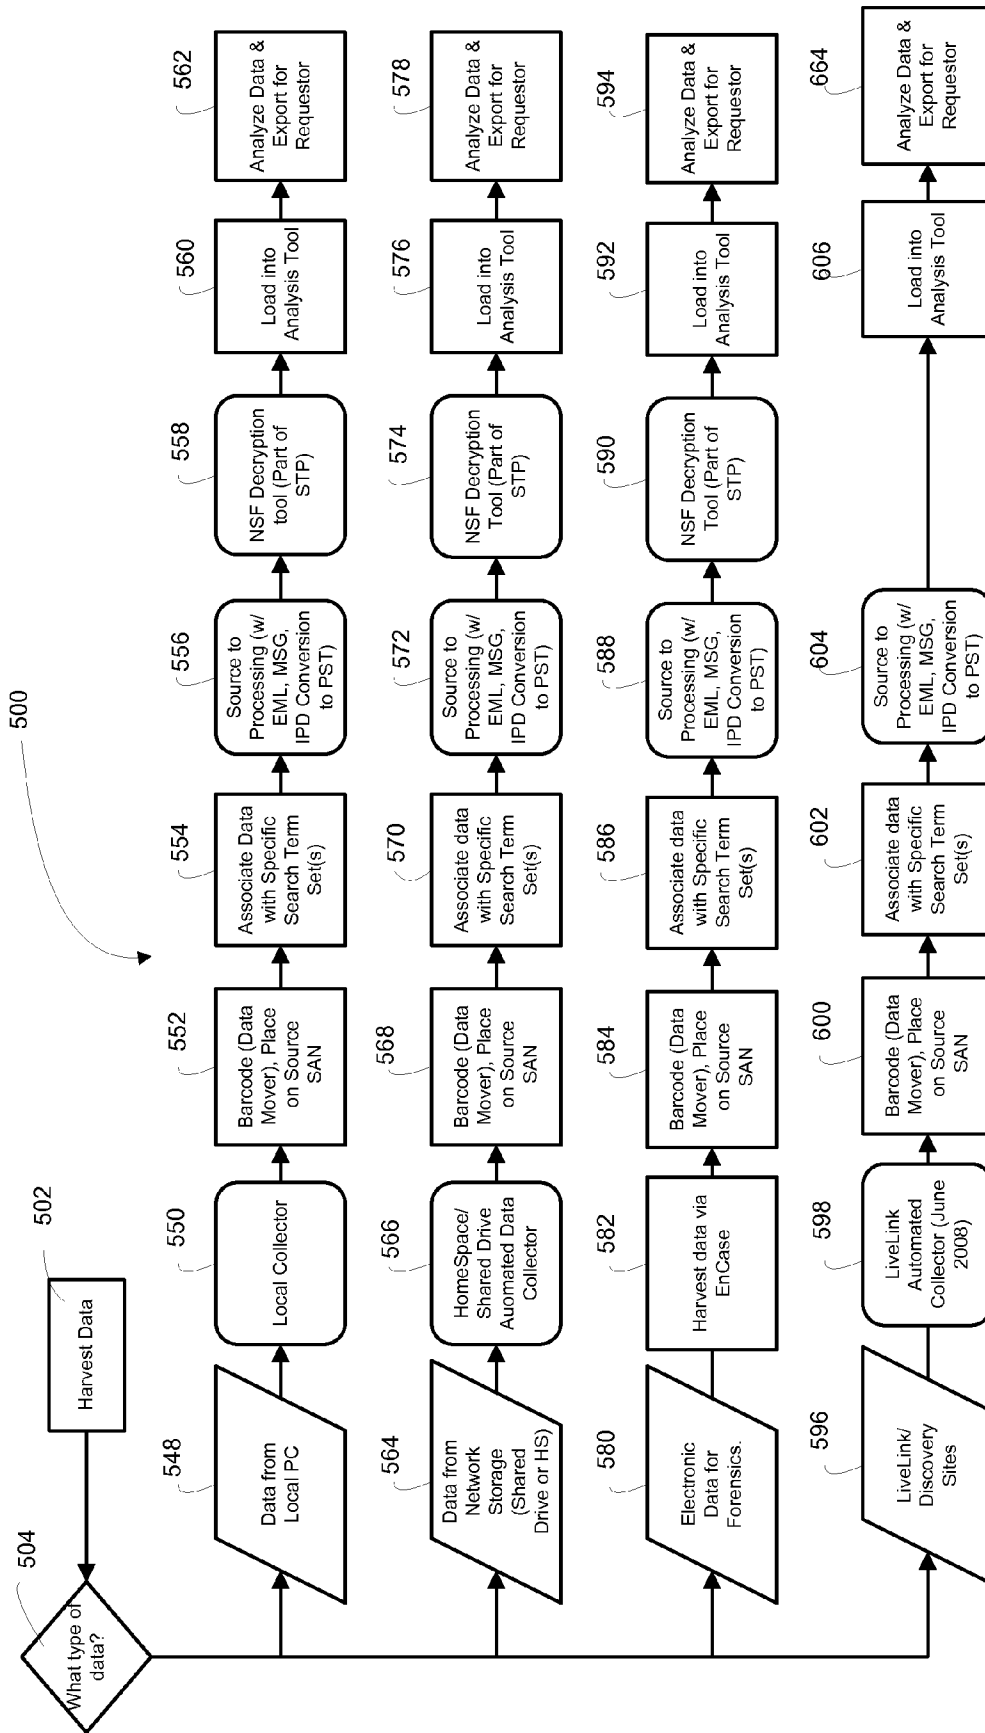 500
502
Harvest Data
504
What type of
data?
548
Data from
Local PC
550
Local Collector
552
Barcode (Data
Mover), Place
on Source
SAN
554
Associate Data
with Specific
Search Term
Set(s)
556
Source to
Processing (w/
EML, MSG,
IPD Conversion
to PST)
558
NSF Decryption
tool (Part of
STP)
560
Load into
Analysis Tool
562
Analyze Data &
Export for
Requestor
564
Data from
Network
Storage
(Shared
Drive or HS)
566
HomeSpace/
Shared Drive
Auomated Data
Collector
568
Barcode (Data
Mover), Place
on Source
SAN
570
Associate data
with Specific
Search Term
Set(s)
572
Source to
Processing (w/
EML, MSG,
IPD Conversion
to PST)
574
NSF Decryption
Tool (Part of
STP)
576
Load into
Analysis Tool
578
Analyze Data &
Export for
Requestor
580
Electronic
Data for
Forensics.
582
Harvest data via
EnCase
584
Barcode (Data
Mover), Place
on Source
SAN
586
Associate data
with Specific
Search Term
Set(s)
588
Source to
Processing (w/
EML, MSG,
IPD Conversion
to PST)
590
NSF Decryption
Tool (Part of
STP)
592
Load into
Analysis Tool
594
Analyze Data &
Export for
Requestor
596
LiveLink/
Discovery
Sites
598
LiveLink
Automated
Collector (June
2008)
600
Barcode (Data
Mover), Place
on Source
SAN
602
Associate data
with Specific
Search Term
Set(s)
604
Source to
Processing (w/
EML, MSG,
IPD Conversion
to PST)
606
Load into
Analysis Tool
664
Analyze Data &
Export for
Requestor